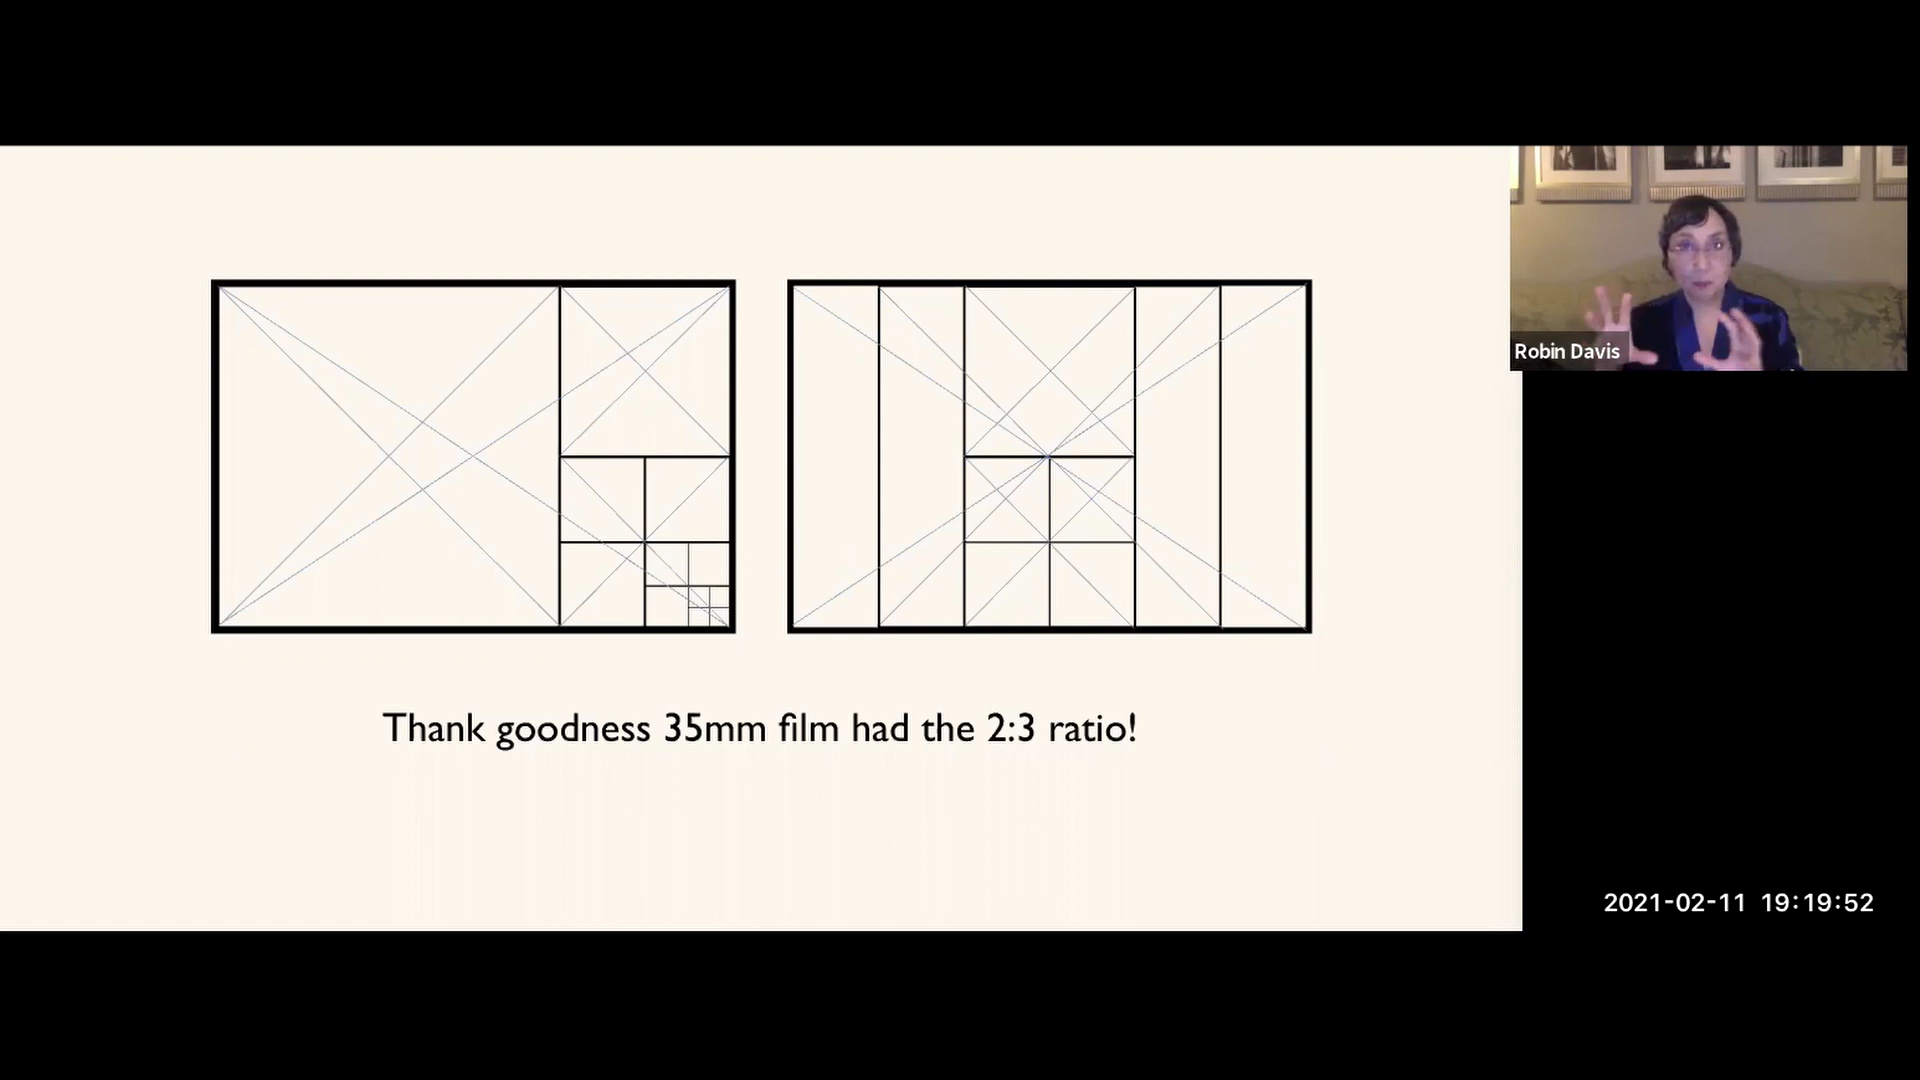 Robin Davis
Thank goodness 35mm film had the 2:3 ratio!
2021-02-11 19:19:52